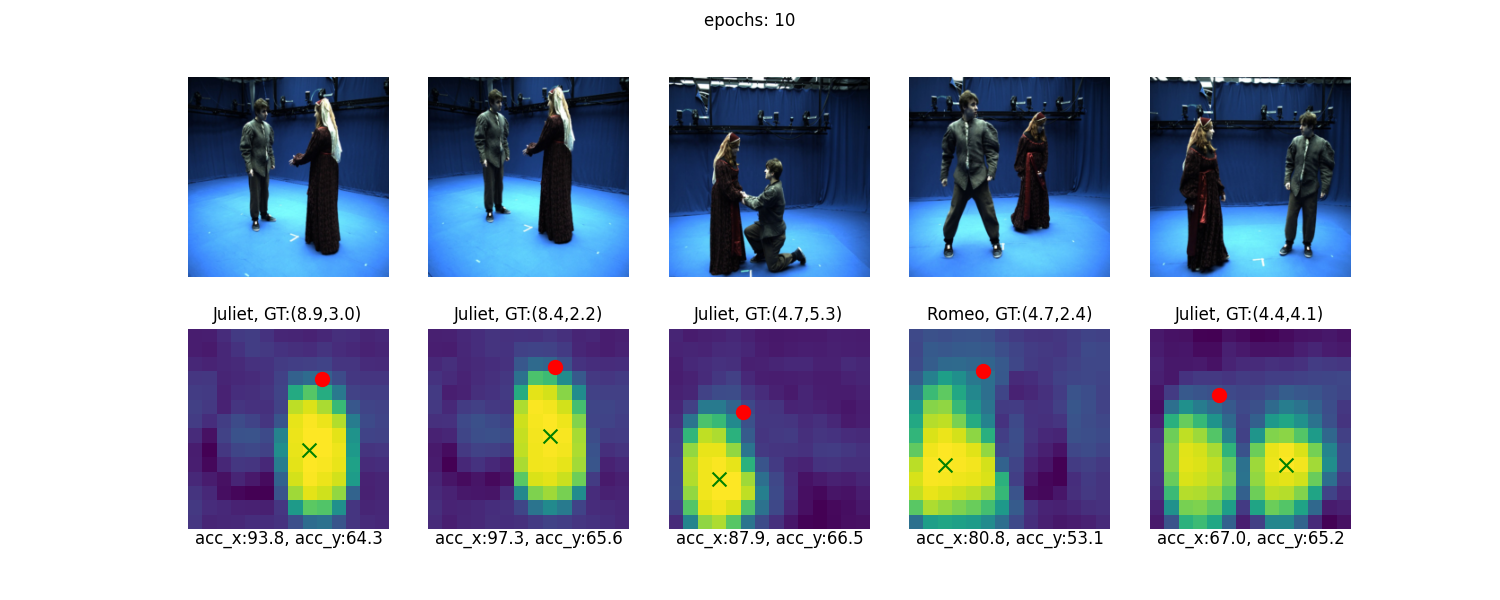 epochs: 10
Juliet, GT:(8.9,3.0)
Juliet, GT:(8.4,2.2)
Juliet, GT:(4.7,5.3)
Romeo, GT:(4.7,2.4)
Juliet, GT:(4.4,4.1)
acc_x:93.8, acc_y:64.3
acc_x:97.3, acc_y:65.6
acc_x:87.9, acc_y:66.5
acc_x:80.8, acc_y:53.1
acc_x:67.0, acc_y:65.2